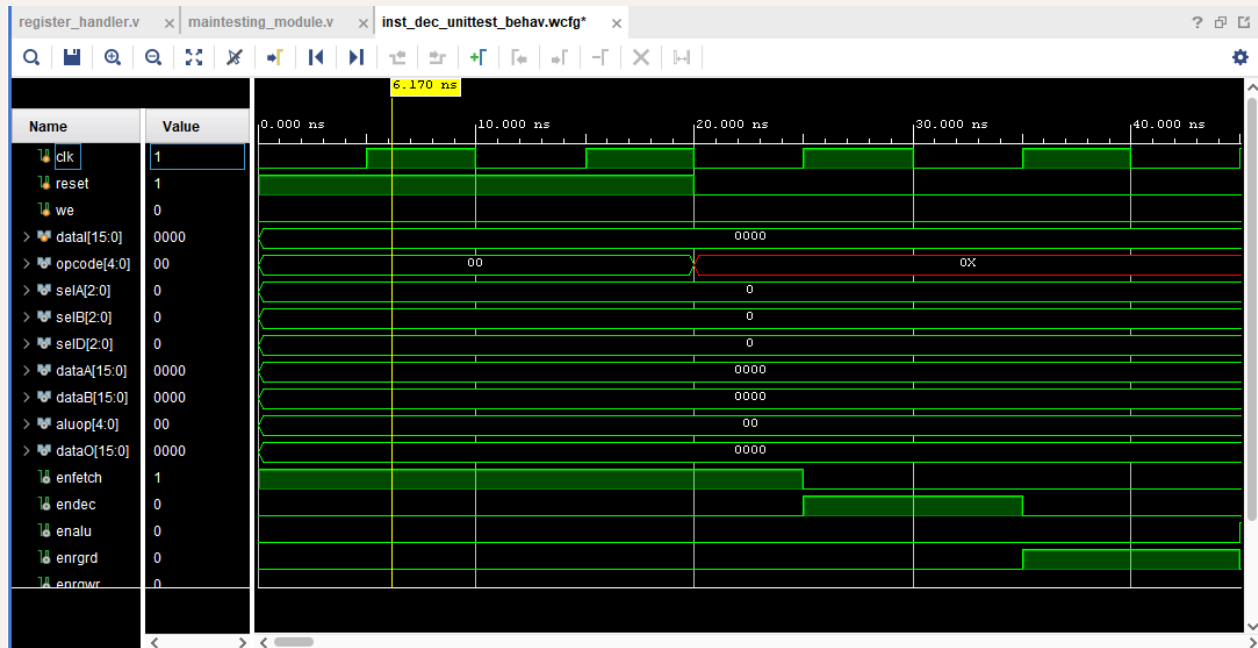 register_handler.v × maintesting_module.v × inst_dec_unittest_behav.wcfg* × ?
6.170 ns
Name Value 0.000 ns 10.000 ns 20.000 ns 30.000 ns 40.000 ns
clk 1
reset 1
we 0
> dataI[15:0] 0000 0000
> opcode[4:0] 00 00 0X
> selA[2:0] 0 0
> selB[2:0] 0 0
> selD[2:0] 0 0
> dataA[15:0] 0000 0000
> dataB[15:0] 0000 0000
> aluop[4:0] 00 00
> dataO[15:0] 0000 0000
enfetch 1
endec 0
enalu 0
enrgrd 0
enrgwr 0